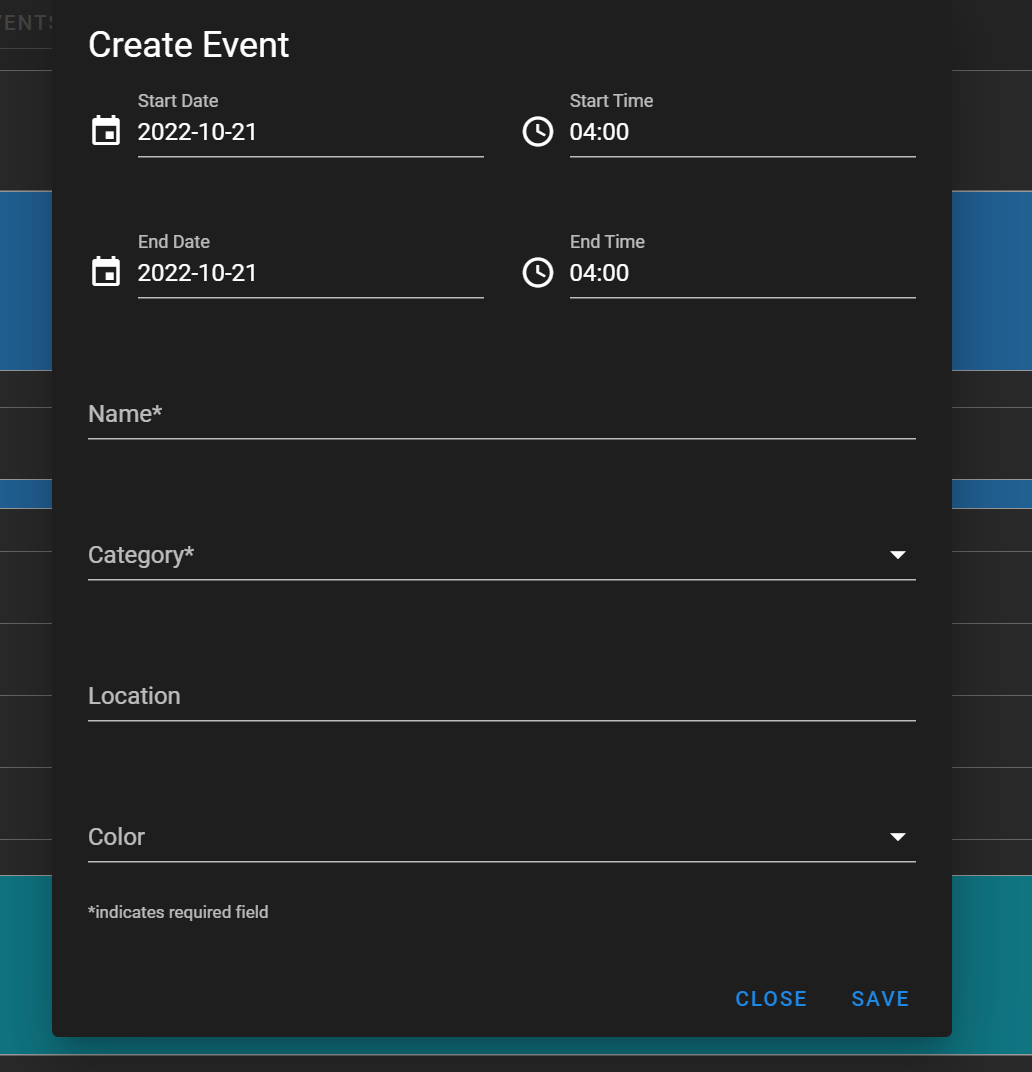 Create Event
Start Date
Start Time
2022-10-21
04:00
End Date
End Time
2022-10-21
04:00
Name*
Category*
Location
Color
*indicates required field
CLOSE SAVE